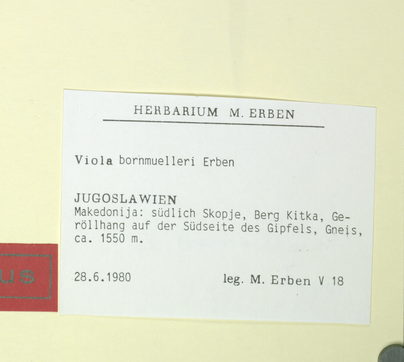 HERBARIUM M. ERBEN
Viola bornmuelleri Erben
JUGOSLAWIEN
Makedonija: südlich Skopje, Berg Kitka, Ge-
röllhang auf der Südseite des Gipfels, Gneis,
ca. 1550 m.
28.6.1980 leg. M. Erben V 18